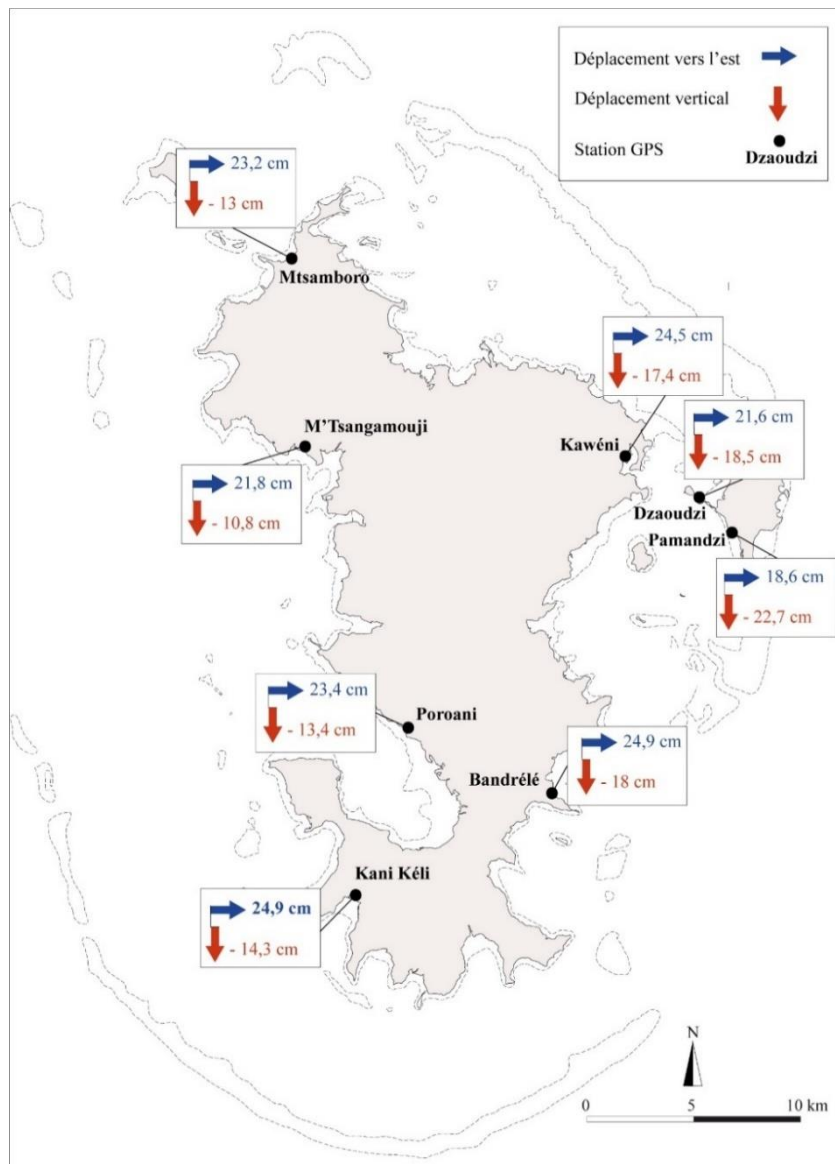 Déplacement vers l'est
Déplacement vertical
Station GPS
Dzaoudzi
23,2 cm
- 13 cm
Mtsamboro
24,5 cm
- 17,4 cm
M'Tsangamouji
Kawéni
21,6 cm
- 18,5 cm
21,8 cm
- 10,8 cm
Dzaoudzi
Pamandzi
18,6 cm
- 22,7 cm
23,4 cm
- 13,4 cm
Poroani
24,9 cm
- 18 cm
Bandrélé
Kani Kéli
24,9 cm
- 14,3 cm
N
0 5 10 km